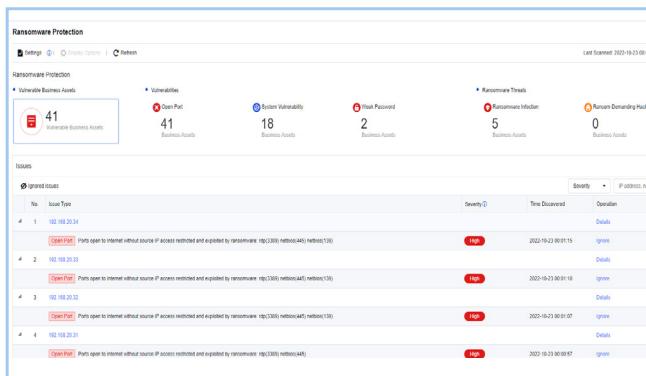 Ransomware Protection
Settings Display Options Refresh Last Scanned: 2022-10-23 00:
Ransomware Protection
Vulnerable Business Assets Vulnerabilities Ransomware Threats
41 Vulnerable Business Assets
Open Port 41 Business Assets
System Vulnerability 18 Business Assets
Weak Password 2 Business Assets
Ransomware Infection 5 Business Assets
Ransom-Demanding Hack 0 Business Assets
Issues
Ignored Issues Severity IP address, n
No. Issue Type Severity Time Discovered Operation
1 192.168.20.34 Details
Open Port Ports open to Internet without source IP access restricted and exploited by ransomware: rdp(3389) netbios(445) netbios(139) High 2022-10-23 00:01:15 Ignore
2 192.168.20.33 Details
Open Port Ports open to Internet without source IP access restricted and exploited by ransomware: rdp(3389) netbios(445) netbios(139) High 2022-10-23 00:01:10 Ignore
3 192.168.20.32 Details
Open Port Ports open to Internet without source IP access restricted and exploited by ransomware: rdp(3389) netbios(445) netbios(139) High 2022-10-23 00:01:07 Ignore
4 192.168.20.31 Details
Open Port Ports open to Internet without source IP access restricted and exploited by ransomware: netbios(445) High 2022-10-23 00:00:57 Ignore